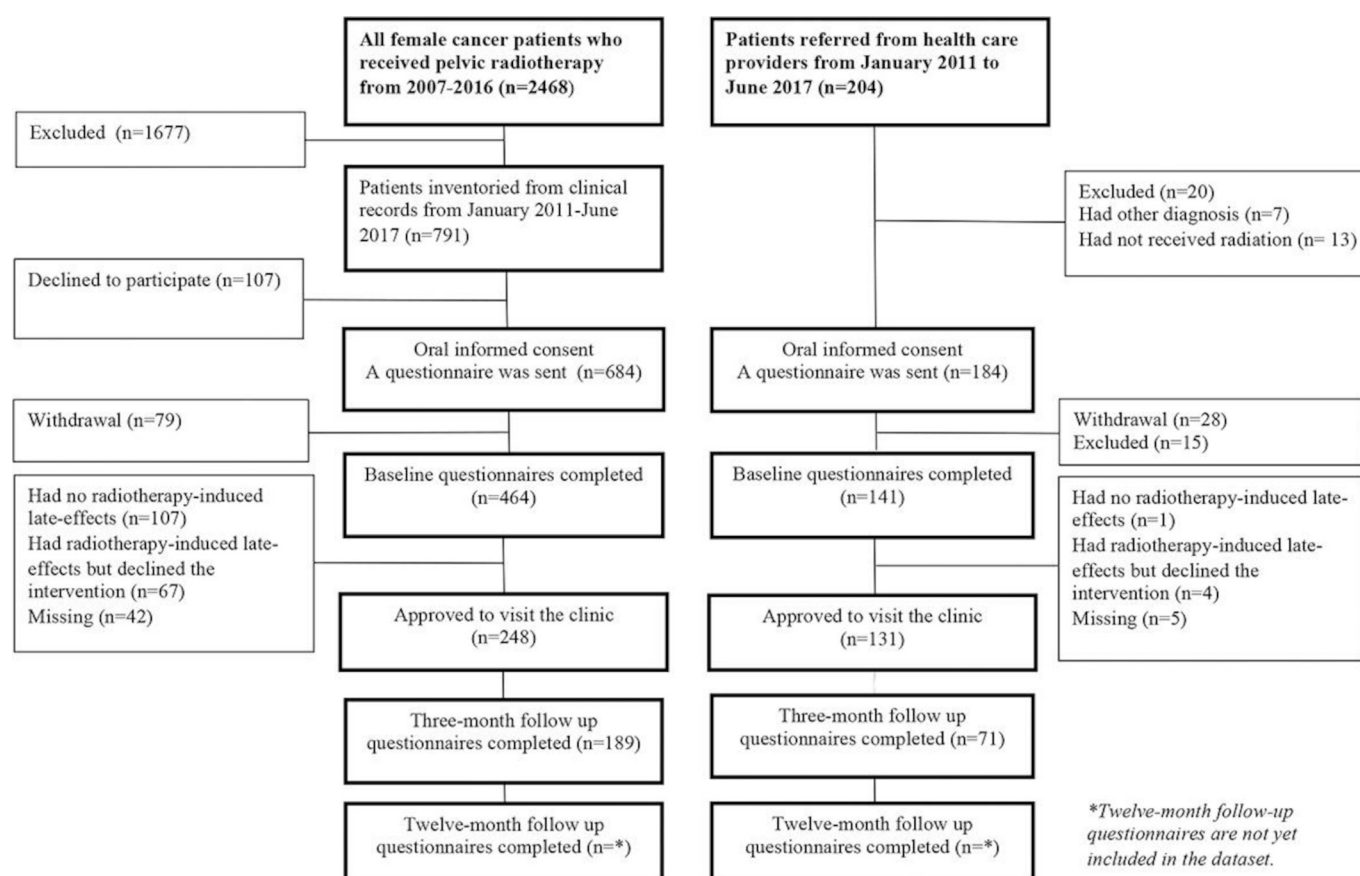 All female cancer patients who
received pelvic radiotherapy
from 2007-2016 (n=2468)
Patients referred from health care
providers from January 2011 to
June 2017 (n=204)
Excluded (n=1677)
Patients inventoried from clinical
records from January 2011-June
2017 (n=791)
Excluded (n=20)
Had other diagnosis (n=7)
Had not received radiation (n= 13)
Declined to participate (n=107)
Oral informed consent
A questionnaire was sent (n=684)
Oral informed consent
A questionnaire was sent (n=184)
Withdrawal (n=79)
Withdrawal (n=28)
Excluded (n=15)
Baseline questionnaires completed
(n=464)
Baseline questionnaires completed
(n=141)
Had no radiotherapy-induced
late-effects (n=107)
Had radiotherapy-induced late-
effects but declined the
intervention (n=67)
Missing (n=42)
Had no radiotherapy-induced late-
effects (n=1)
Had radiotherapy-induced late-
effects but declined the
intervention (n=4)
Missing (n=5)
Approved to visit the clinic
(n=248)
Approved to visit the clinic
(n=131)
Three-month follow up
questionnaires completed (n=189)
Three-month follow up
questionnaires completed (n=71)
Twelve-month follow up
questionnaires completed (n=*)
Twelve-month follow up
questionnaires completed (n=*)
*Twelve-month follow-up
questionnaires are not yet
included in the dataset.